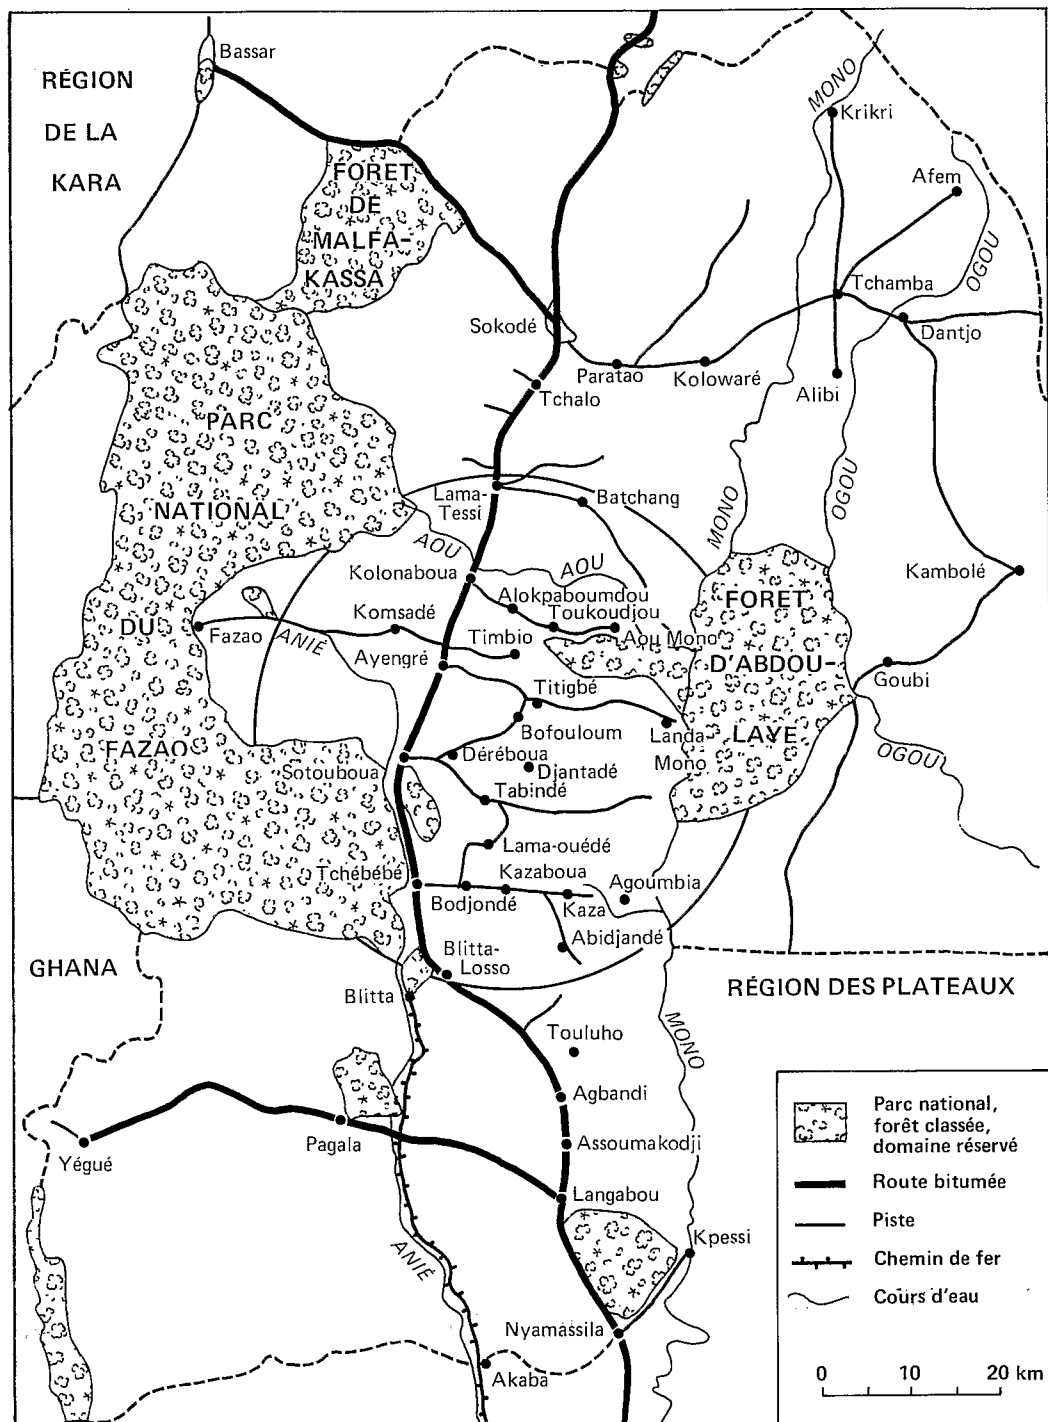 Bassar
RÉGION
DE LA
KARA
MONO
Krikri
FORET
DE
MALFA-
KASSA
Afem
OGOU
Tchamba
Sokodé
Dantjo
Paratao
Kolowaré
Alibi
Tchalo
PARC
NATIONAL
DU
FAZAO
Lama-
Tessi
Batchang
MONO
OGOU
AOU
AOU
Kolonaboua
Kambolé
Alokpaboumdou
Toukoudjou
Aou Mono
FORET
D'ABDOU-
LAYE
Komsadé
Timbio
Fazao
ANIÉ
Ayengré
Goubi
Titigbé
Bofouloum
Landa
Mono
OGOU
Déréboua
Djantadé
Sotouboua
Tabindé
Lama-ouédé
Tchébébé
Kazaboua
Agoumbia
Bodjondé
Kaza
Abidjandé
GHANA
Blitta-
Losso
Blitta
RÉGION DES PLATEAUX
MONO
Touluho
Agbandi
Assoumakodji
Pagala
Yégué
Langabou
Kpessi
ANIÉ
Nyamassila
Akaba
Parc national,
forêt classée,
domaine réservé
Route bitumée
Piste
Chemin de fer
Cours d'eau
0 10 20 km